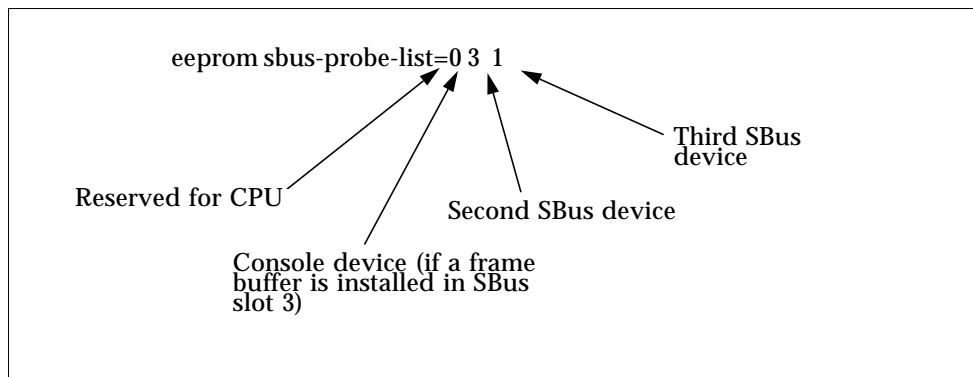 eeprom sbus-probe-list=0 3 1
Third SBus
device
Reserved for CPU
Second SBus device
Console device (if a frame
buffer is installed in SBus
slot 3)